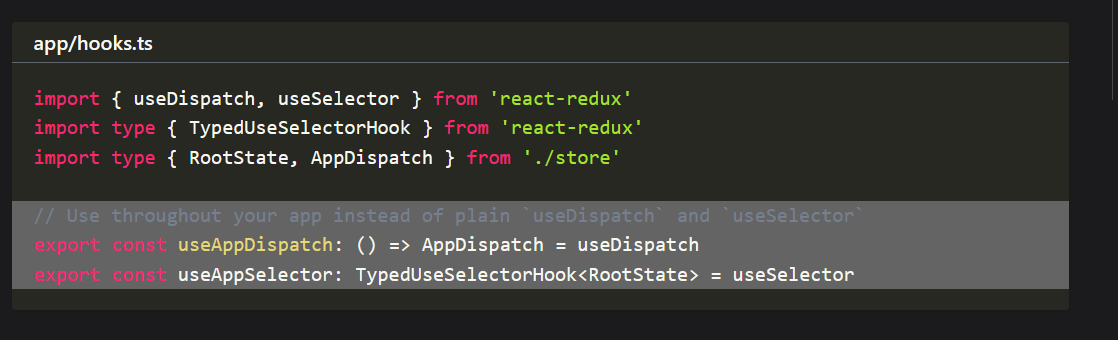 app/hooks.ts
import { useDispatch, useSelector } from 'react-redux'
import type { TypedUseSelectorHook } from 'react-redux'
import type { RootState, AppDispatch } from './store'
// Use throughout your app instead of plain `useDispatch` and `useSelector`
export const useAppDispatch: () => AppDispatch = useDispatch
export const useAppSelector: TypedUseSelectorHook<RootState> = useSelector